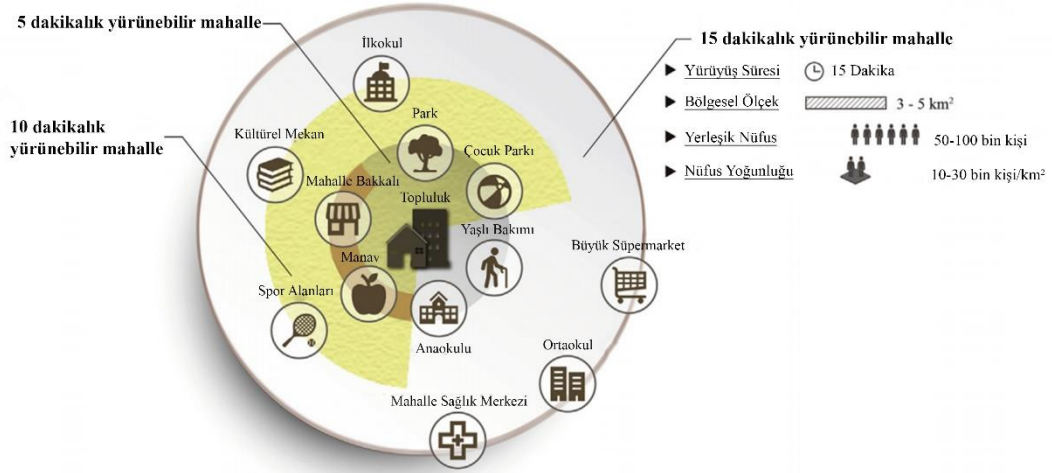 5 dakikalık yürünebilir mahalle
15 dakikalık yürünebilir mahalle
Yürüyüş Süresi 15 Dakika
Bölgesel Ölçek 3 - 5 km²
Yerleşik Nüfus 50-100 bin kişi
Nüfus Yoğunluğu 10-30 bin kişi/km²
10 dakikalık
yürünebilir mahalle
İlkokul
Park
Kültürel Mekan
Çocuk Parkı
Mahalle Bakkalı
Topluluk
Yaşlı Bakımı
Büyük Süpermarket
Manav
Spor Alanları
Anaokulu
Ortaokul
Mahalle Sağlık Merkezi